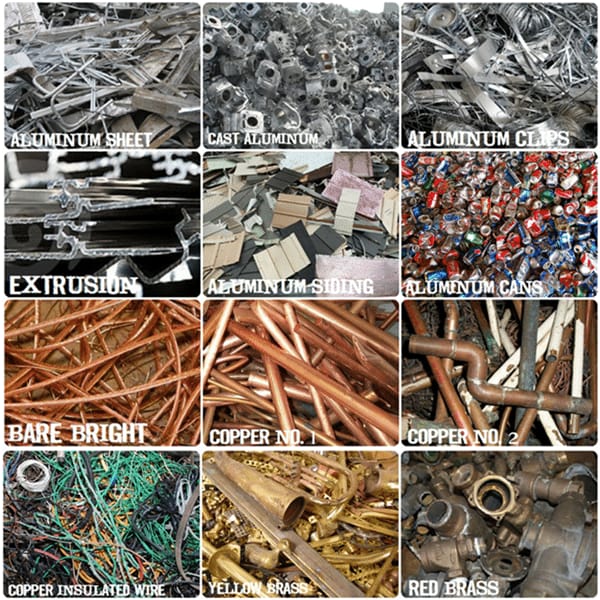 ALUMINUM SHEET
CAST ALUMINUM
ALUMINUM CLIPS
EXTRUSION
ALUMINUM SIDING
ALUMINUM CANS
BARE BRIGHT
COPPER NO. 1
COPPER NO. 2
COPPER INSULATED WIRE
YELLOW BRASS
RED BRASS